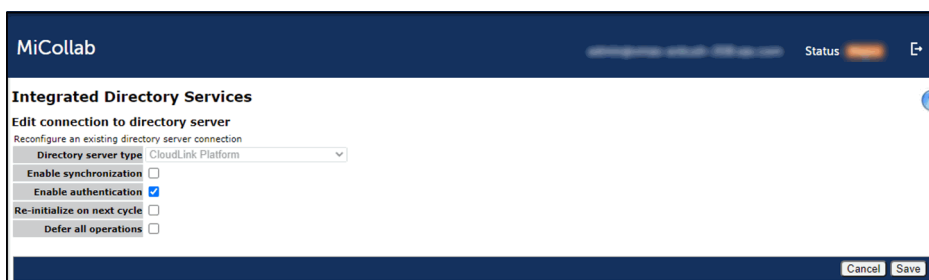 MiCollab
Status
Integrated Directory Services
Edit connection to directory server
Reconfigure an existing directory server connection
Directory server type CloudLink Platform
Enable synchronization
Enable authentication
Re-initialize on next cycle
Defer all operations
Cancel Save